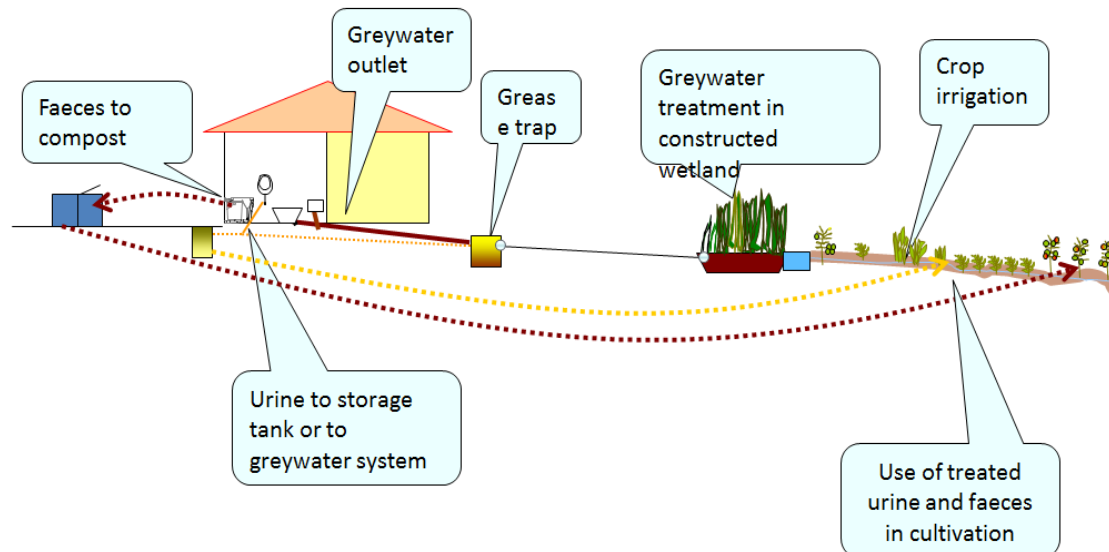 Greywater
outlet
Faeces to
compost
Greas
e trap
Greywater
treatment in
constructed
wetland
Crop
irrigation
Urine to storage
tank or to
greywater system
Use of treated
urine and faeces
in cultivation